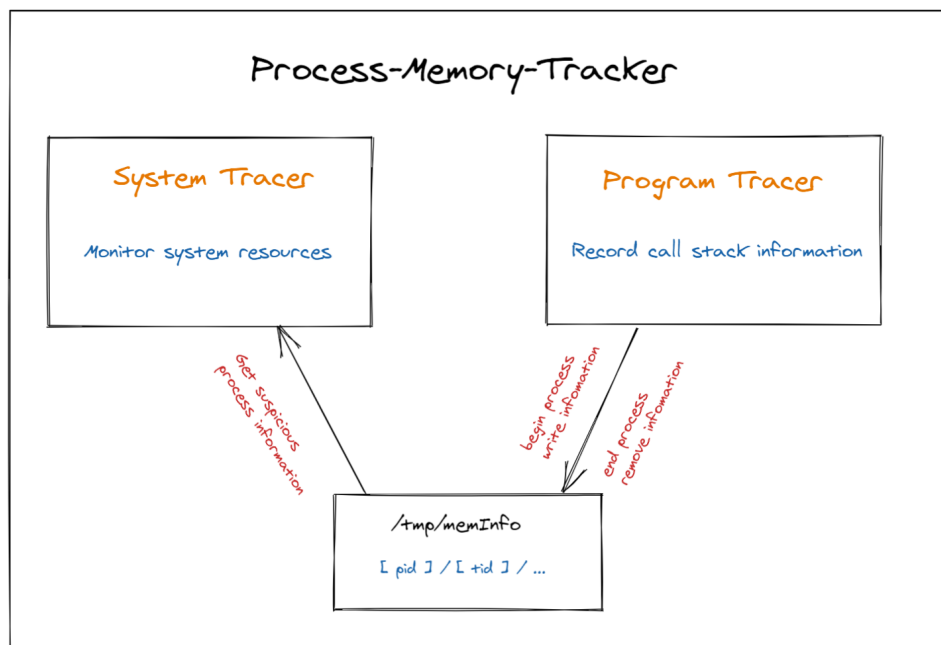 Process-Memory-Tracker
System Tracer
Monitor system resources
Program Tracer
Record call stack information
Get suspicious
process information
begin process
write infomation
end process
remove infomation
/tmp/memInfo
[ pid ] / [ tid ] / ...